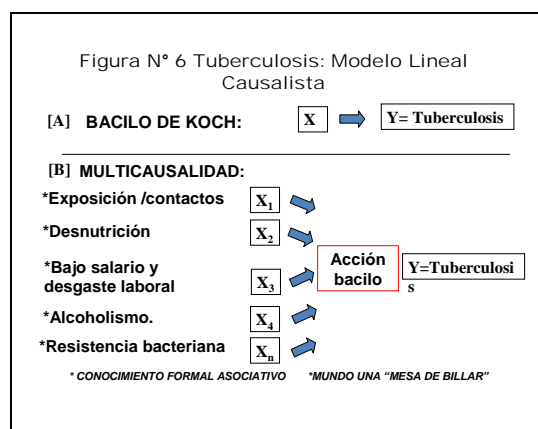 Figura N° 6 Tuberculosis: Modelo Lineal
Causalista
[A] BACILO DE KOCH: X Y= Tuberculosis
[B] MULTICAUSALIDAD:
*Exposición /contactos X1
*Desnutrición X2
*Bajo salario y
desgaste laboral X3
Acción
bacilo
Y=Tuberculosi
s
*Alcoholismo. X4
*Resistencia bacteriana Xn
* CONOCIMIENTO FORMAL ASOCIATIVO *MUNDO UNA “MESA DE BILLAR”